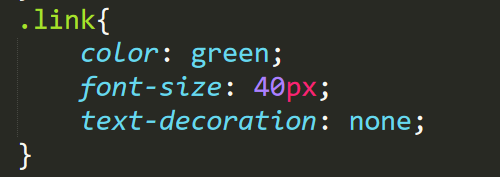 .link{
    color: green;
    font-size: 40px;
    text-decoration: none;
}